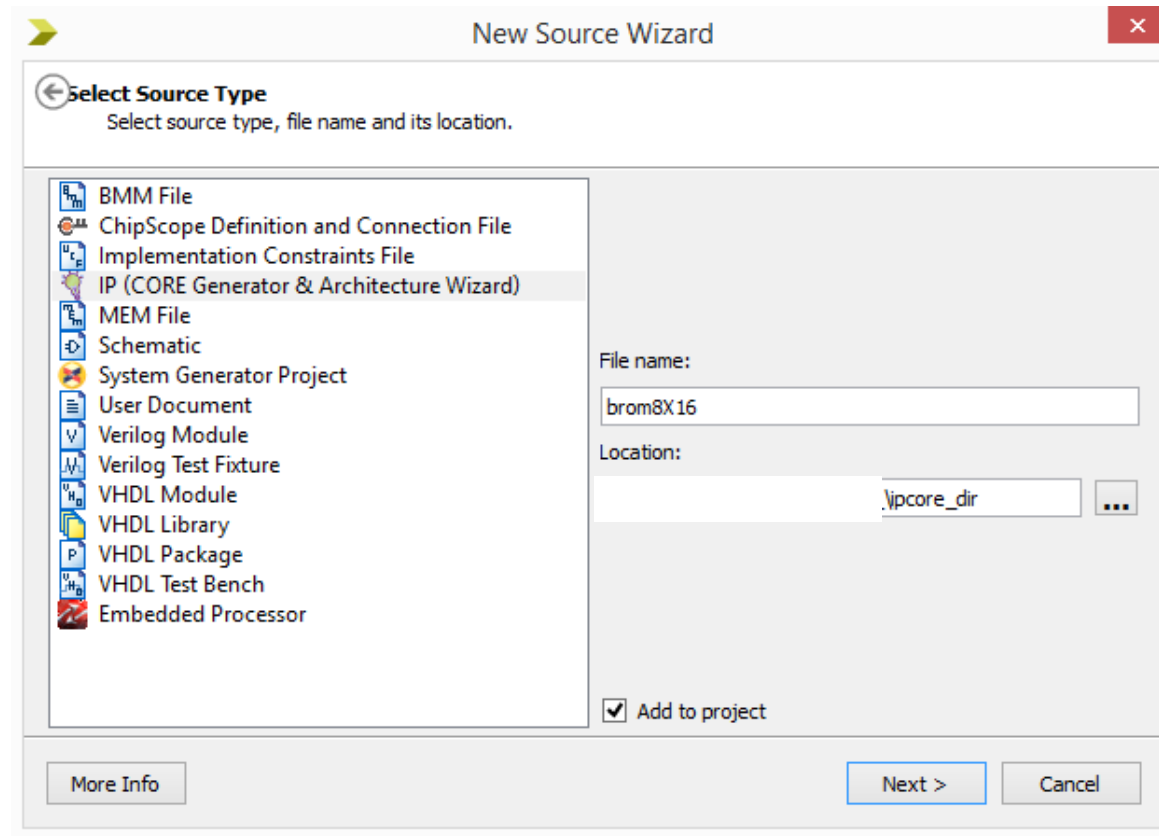 New Source Wizard
Select Source Type
Select source type, file name and its location.
BMM File
ChipScope Definition and Connection File
Implementation Constraints File
IP (CORE Generator & Architecture Wizard)
MEM File
Schematic
System Generator Project
User Document
Verilog Module
Verilog Test Fixture
VHDL Module
VHDL Library
VHDL Package
VHDL Test Bench
Embedded Processor
File name:
brom8X16
Location:
\ipcore_dir
...
Add to project
More Info
Next >
Cancel